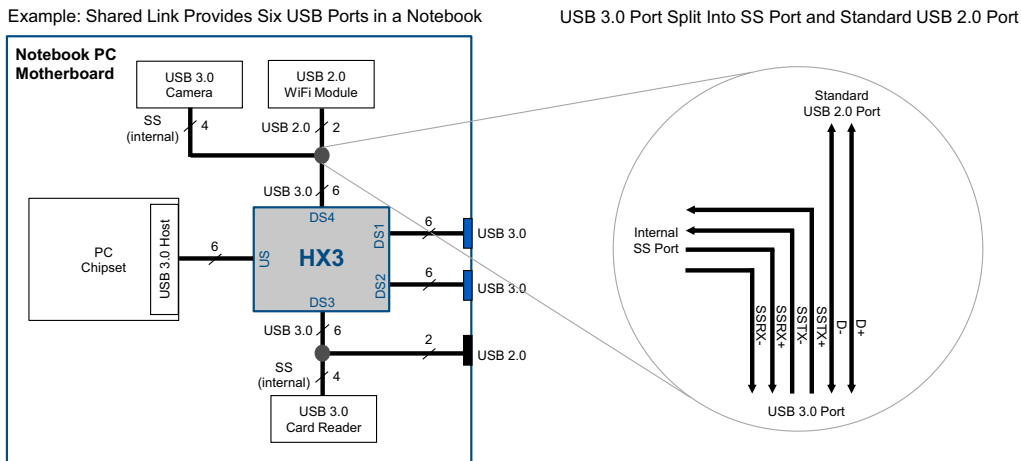 Example: Shared Link Provides Six USB Ports in a Notebook
USB 3.0 Port Split Into SS Port and Standard USB 2.0 Port
Notebook PC
Motherboard
USB 3.0
Camera
USB 2.0
WiFi Module
SS
(internal)
4
USB 2.0
2
USB 3.0
6
PC
Chipset
USB 3.0 Host
6
US
HX3
DS4
DS1
DS2
DS3
6
USB 3.0
6
USB 3.0
USB 3.0
6
2
USB 2.0
SS
(internal)
4
USB 3.0
Card Reader
Standard
USB 2.0 Port
Internal
SS Port
SSRX-
SSRX+
SSTX-
SSTX+
D-
D+
USB 3.0 Port